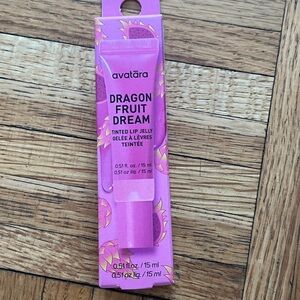 avatāra
DRAGON
FRUIT
DREAM
TINTED LIP JELLY
GELÉE À LÈVRES
TEINTÉE
0.51 fl. oz. / 15 ml
0.51 oz liq. / 15 ml
0.51 fl. oz. / 15 ml
0.51 oz liq. / 15 ml